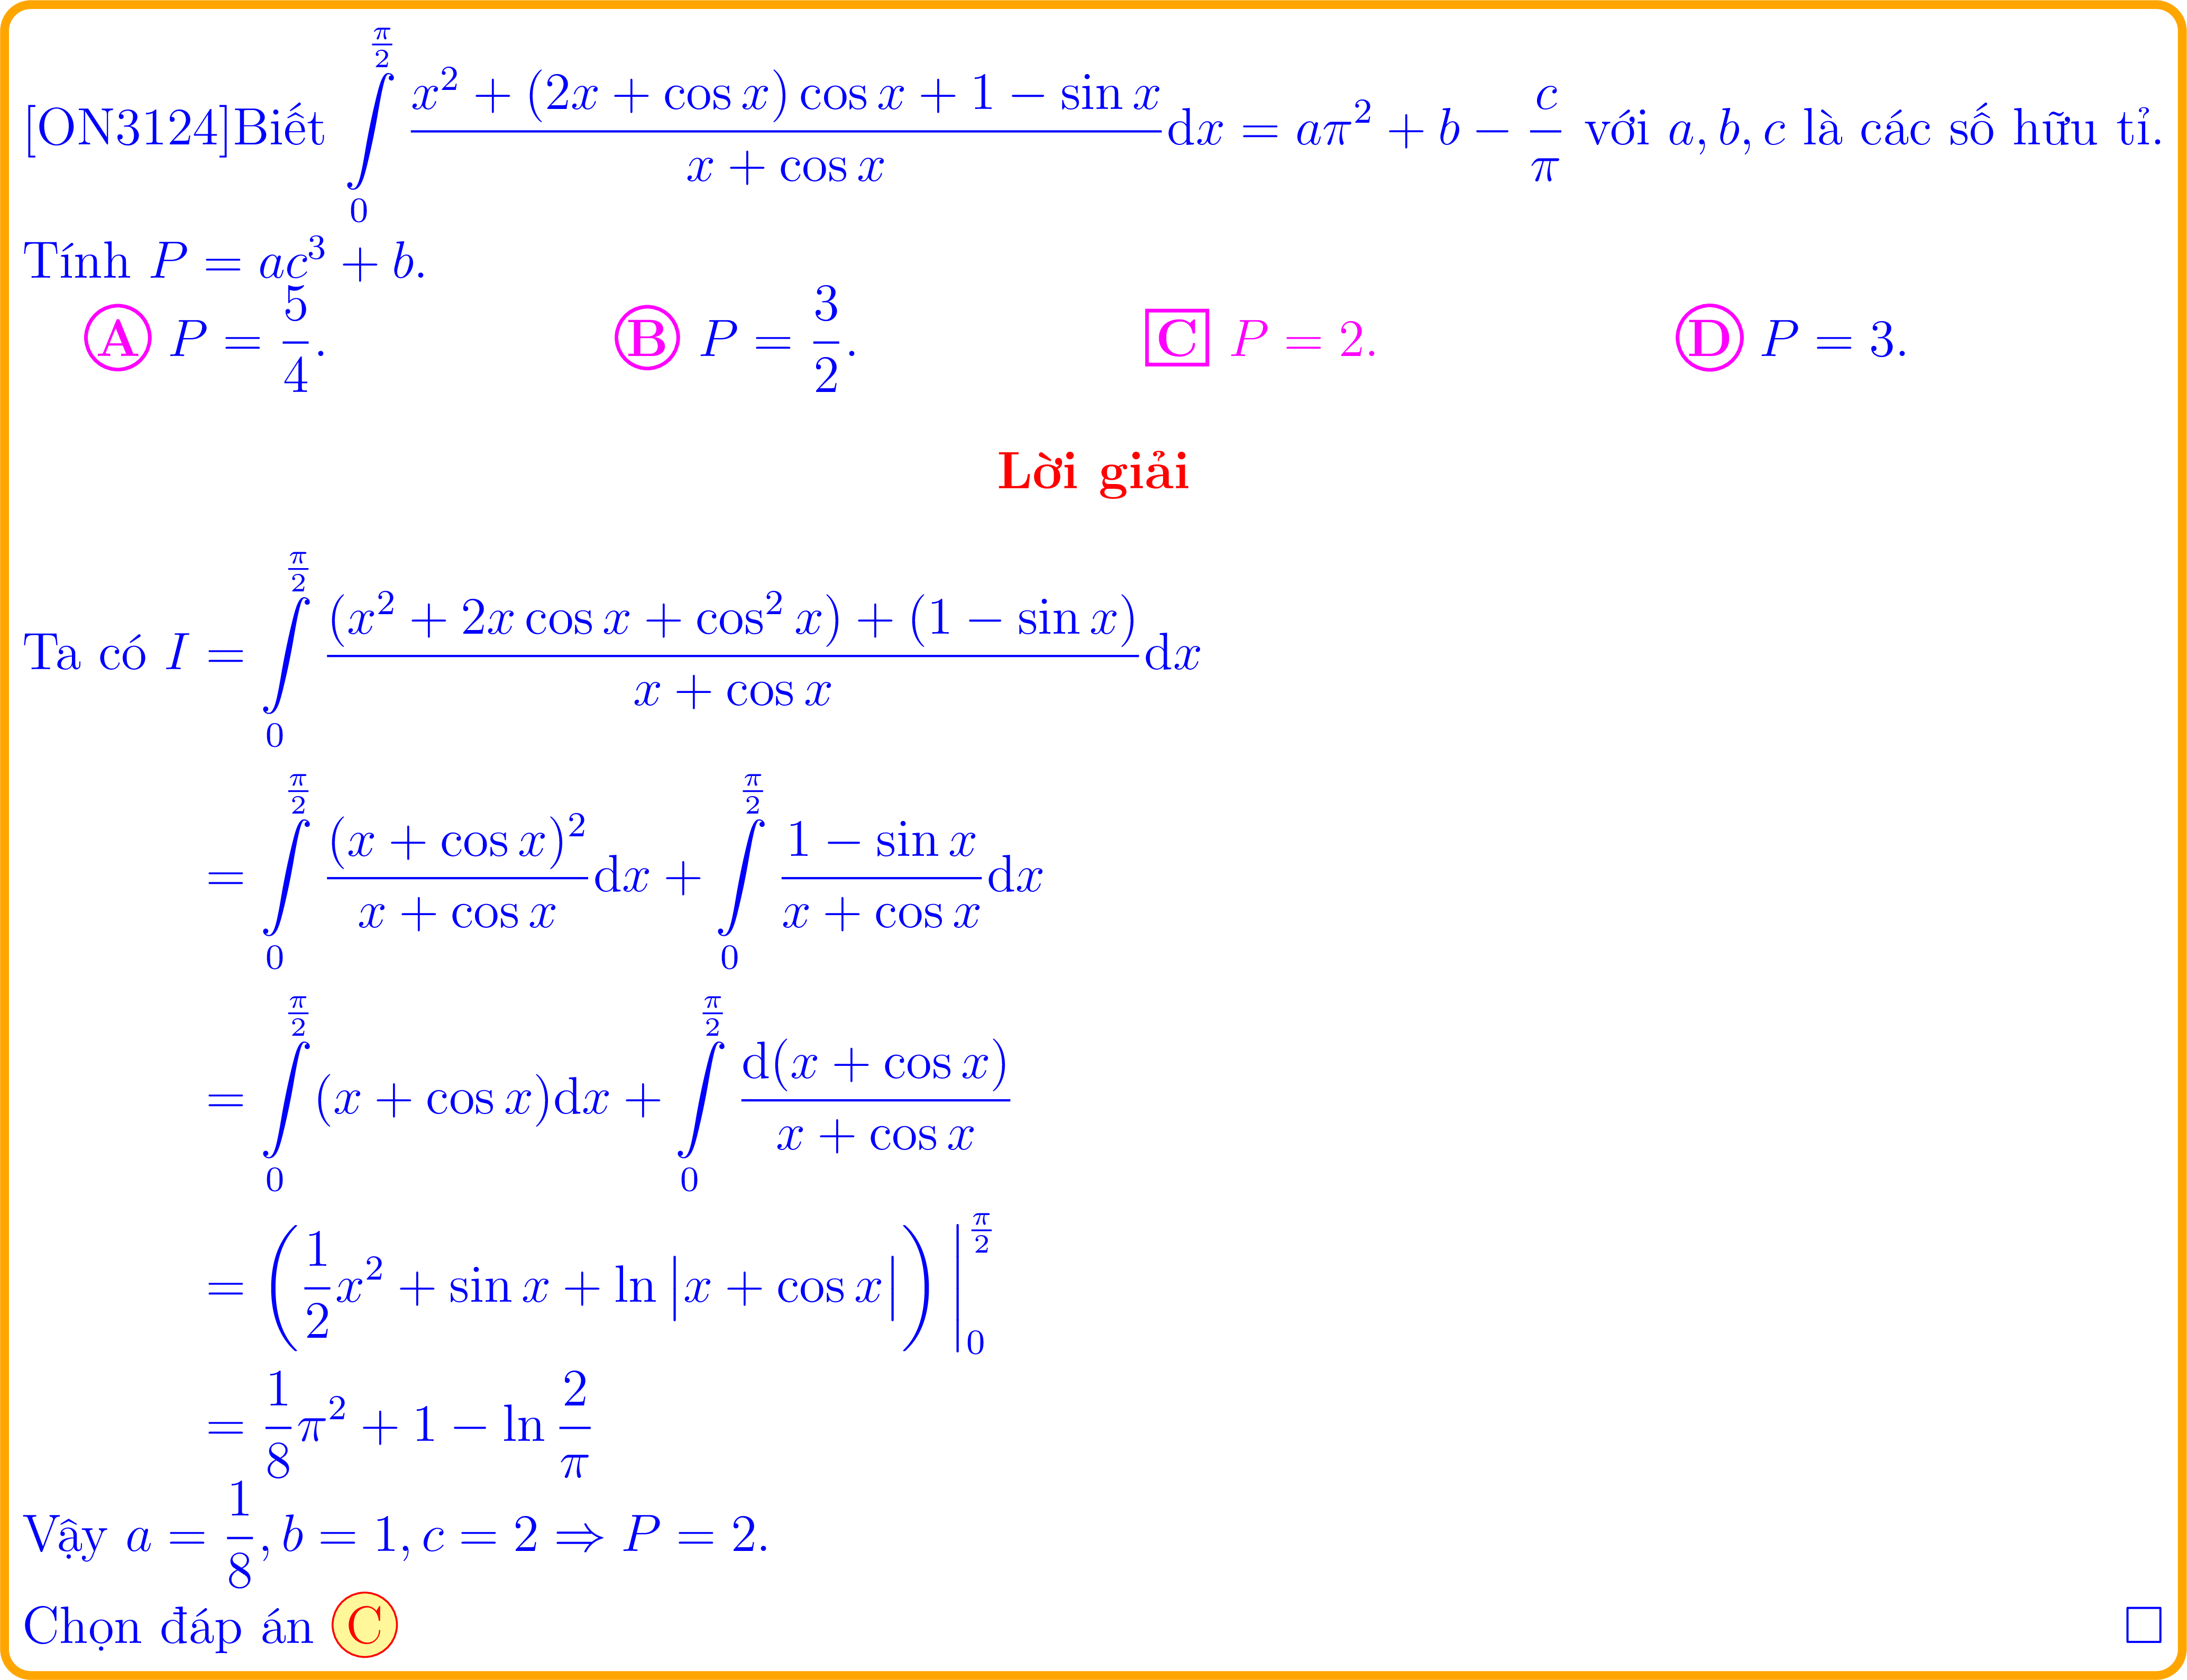 [ON3124]Biết $\int\limits_0^{\frac{\pi}{2}} \frac{x^2 + (2x + \cos x)\cos x + 1 - \sin x}{x + \cos x}\mathrm{d}x = a\pi^2 + b - \frac{c}{\pi}$ với $a, b, c$ là các số hữu tỉ.
Tính $P = ac^3 + b$.
A $P = \frac{5}{4}$. B $P = \frac{3}{2}$. C $P = 2$. D $P = 3$.
Lời giải
Ta có $I = \int\limits_0^{\frac{\pi}{2}} \frac{(x^2 + 2x\cos x + \cos^2 x) + (1 - \sin x)}{x + \cos x}\mathrm{d}x$
$= \int\limits_0^{\frac{\pi}{2}} \frac{(x + \cos x)^2}{x + \cos x}\mathrm{d}x + \int\limits_0^{\frac{\pi}{2}} \frac{1 - \sin x}{x + \cos x}\mathrm{d}x$
$= \int\limits_0^{\frac{\pi}{2}} (x + \cos x)\mathrm{d}x + \int\limits_0^{\frac{\pi}{2}} \frac{\mathrm{d}(x + \cos x)}{x + \cos x}$
$= \left(\frac{1}{2}x^2 + \sin x + \ln|x + \cos x|\right)\Big|_0^{\frac{\pi}{2}}$
$= \frac{1}{8}\pi^2 + 1 - \ln\frac{2}{\pi}$
Vậy $a = \frac{1}{8}, b = 1, c = 2 \Rightarrow P = 2$.
Chọn đáp án C □